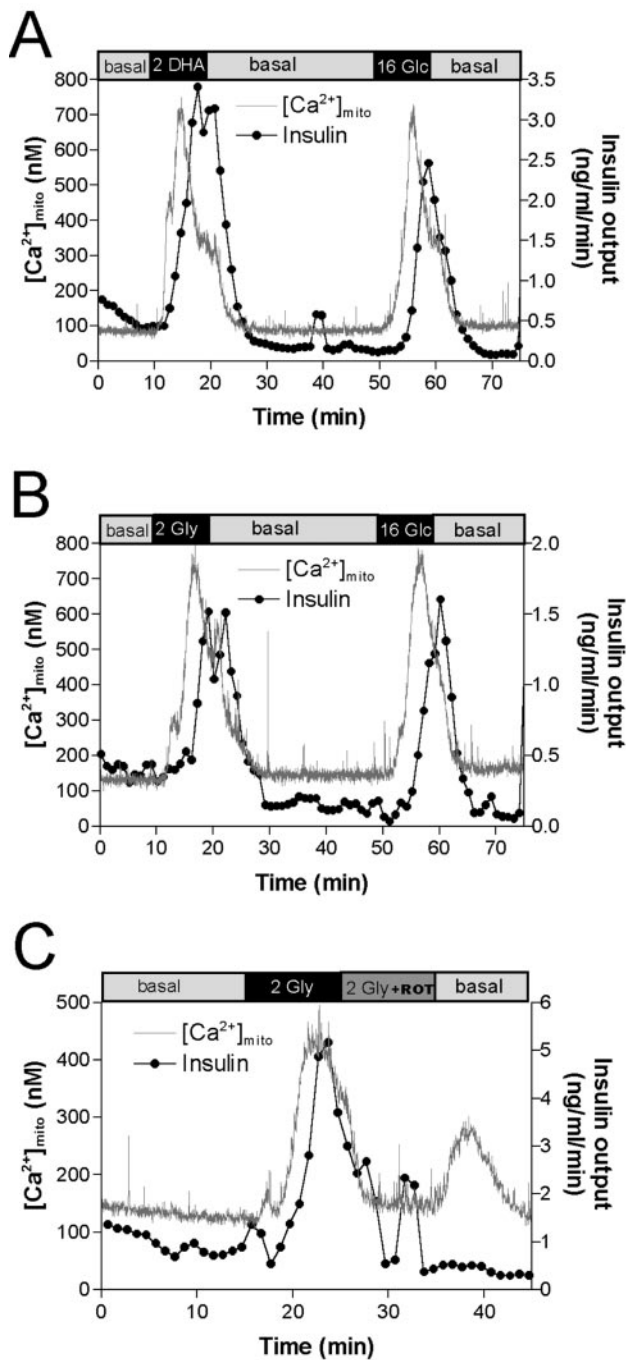 A
basal 2 DHA basal 16 Glc basal
[Ca2+]mito
Insulin
[Ca2+]mito (nM)
800
700
600
500
400
300
200
100
0
Insulin output
(ng/ml/min)
3.5
3.0
2.5
2.0
1.5
1.0
0.5
0.0
0 10 20 30 40 50 60 70
Time (min)
B
basal 2 Gly basal 16 Glc basal
[Ca2+]mito
Insulin
[Ca2+]mito (nM)
800
700
600
500
400
300
200
100
0
Insulin output
(ng/ml/min)
2.0
1.5
1.0
0.5
0.0
0 10 20 30 40 50 60 70
Time (min)
C
basal 2 Gly 2 Gly +ROT basal
[Ca2+]mito
Insulin
[Ca2+]mito (nM)
500
400
300
200
100
0
Insulin output
(ng/ml/min)
6
5
4
3
2
1
0
0 10 20 30 40
Time (min)